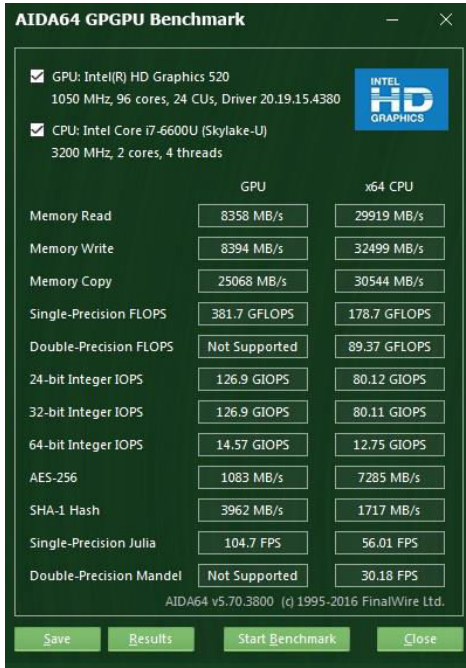 AIDA64 GPGPU Benchmark
GPU: Intel(R) HD Graphics 520
1050 MHz, 96 cores, 24 CUs, Driver 20.19.15.4380
INTEL
HD
GRAPHICS
CPU: Intel Core i7-6600U (Skylake-U)
3200 MHz, 2 cores, 4 threads
GPU x64 CPU
Memory Read 8358 MB/s 29919 MB/s
Memory Write 8394 MB/s 32499 MB/s
Memory Copy 25068 MB/s 30544 MB/s
Single-Precision FLOPS 381.7 GFLOPS 178.7 GFLOPS
Double-Precision FLOPS Not Supported 89.37 GFLOPS
24-bit Integer IOPS 126.9 GIOPS 80.12 GIOPS
32-bit Integer IOPS 126.9 GIOPS 80.11 GIOPS
64-bit Integer IOPS 14.57 GIOPS 12.75 GIOPS
AES-256 1083 MB/s 7285 MB/s
SHA-1 Hash 3962 MB/s 1717 MB/s
Single-Precision Julia 104.7 FPS 56.01 FPS
Double-Precision Mandel Not Supported 30.18 FPS
AIDA64 v5.70.3800 (c) 1995-2016 FinalWire Ltd.
Save Results Start Benchmark Close